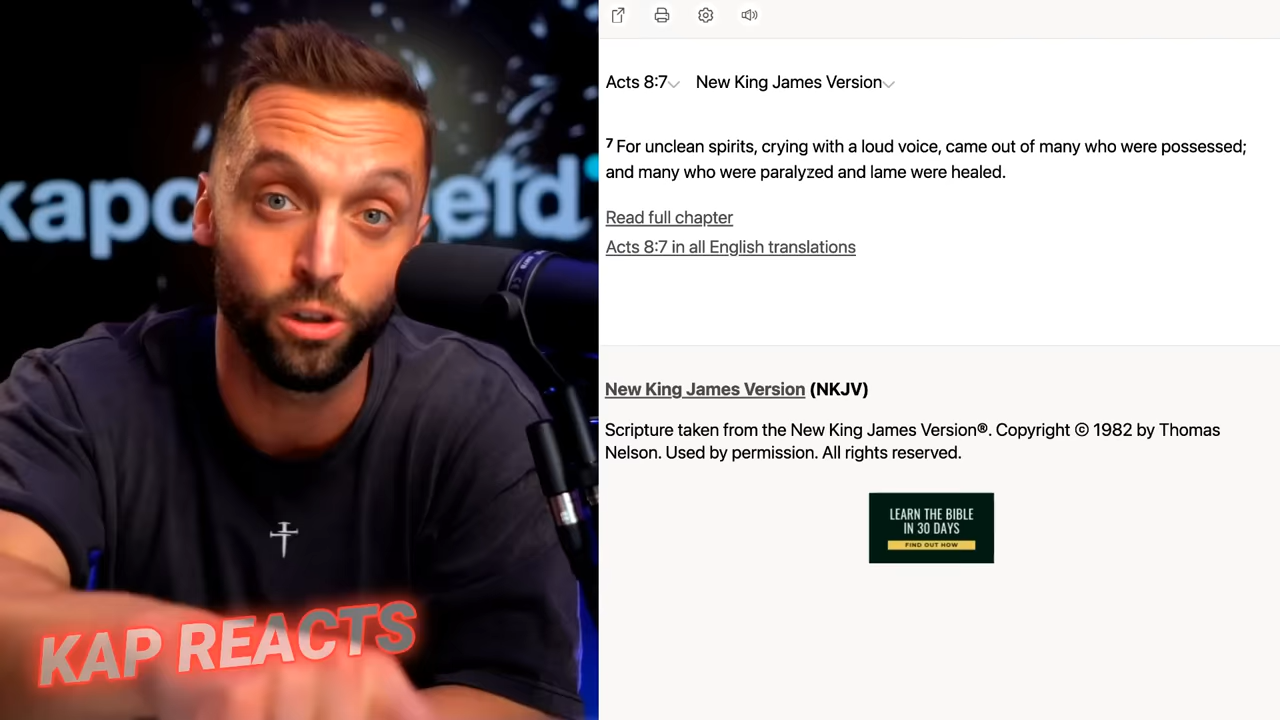 kapc
ield
KAP REACTS
Acts 8:7 New King James Version
7 For unclean spirits, crying with a loud voice, came out of many who were possessed;
and many who were paralyzed and lame were healed.
Read full chapter
Acts 8:7 in all English translations
New King James Version (NKJV)
Scripture taken from the New King James Version®. Copyright © 1982 by Thomas
Nelson. Used by permission. All rights reserved.
LEARN THE BIBLE
IN 30 DAYS
FIND OUT HOW